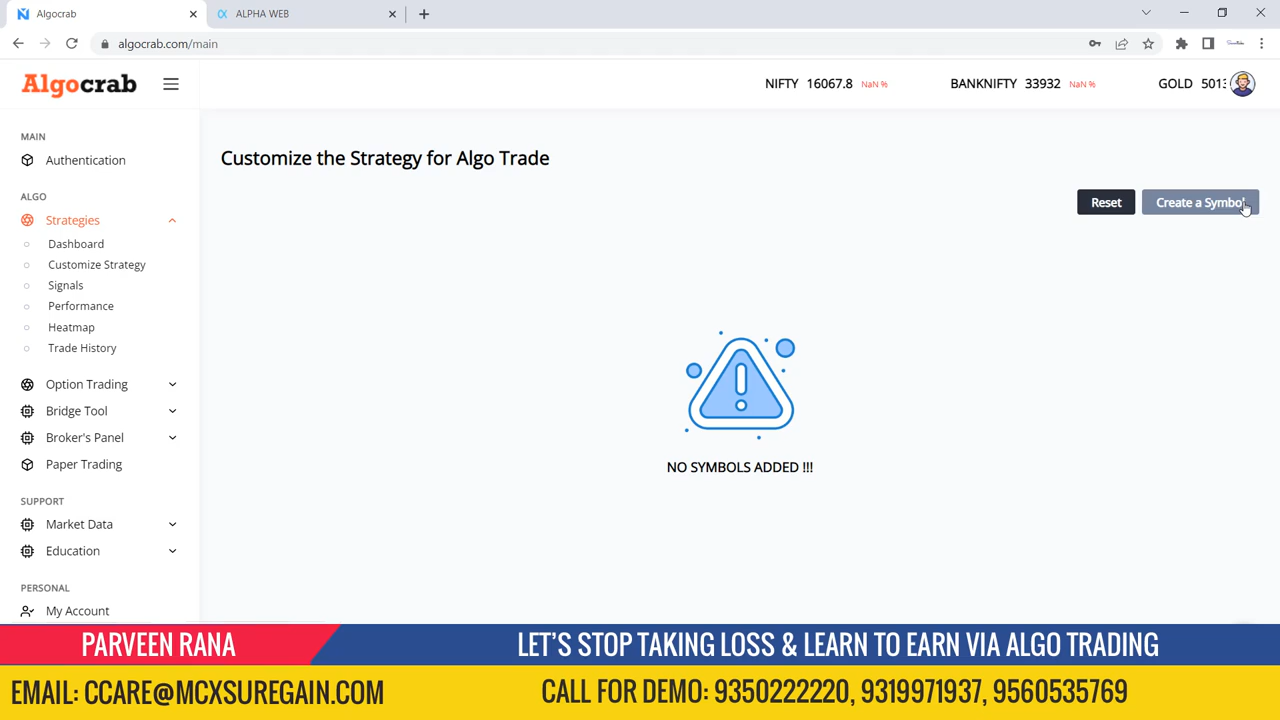 Algocrab
ALPHA WEB
algocrab.com/main
Algocrab
NIFTY 16067.8 NaN %
BANKNIFTY 33932 NaN %
GOLD 5013
MAIN
Authentication
ALGO
Strategies
Dashboard
Customize Strategy
Signals
Performance
Heatmap
Trade History
Option Trading
Bridge Tool
Broker's Panel
Paper Trading
SUPPORT
Market Data
Education
PERSONAL
My Account
Customize the Strategy for Algo Trade
Reset
Create a Symbol
NO SYMBOLS ADDED !!!
PARVEEN RANA
LET'S STOP TAKING LOSS & LEARN TO EARN VIA ALGO TRADING
EMAIL: CCARE@MCXSUREGAIN.COM
CALL FOR DEMO: 9350222220, 9319971937, 9560535769